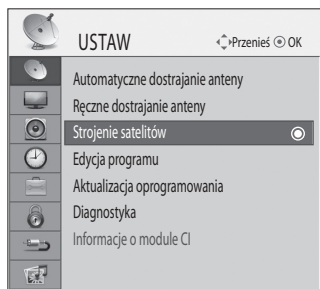 USTAW
Przenieś OK
Automatyczne dostrajanie anteny
Ręczne dostrajanie anteny
Strojenie satelitów
Edycja programu
Aktualizacja oprogramowania
Diagnostyka
Informacje o module CI